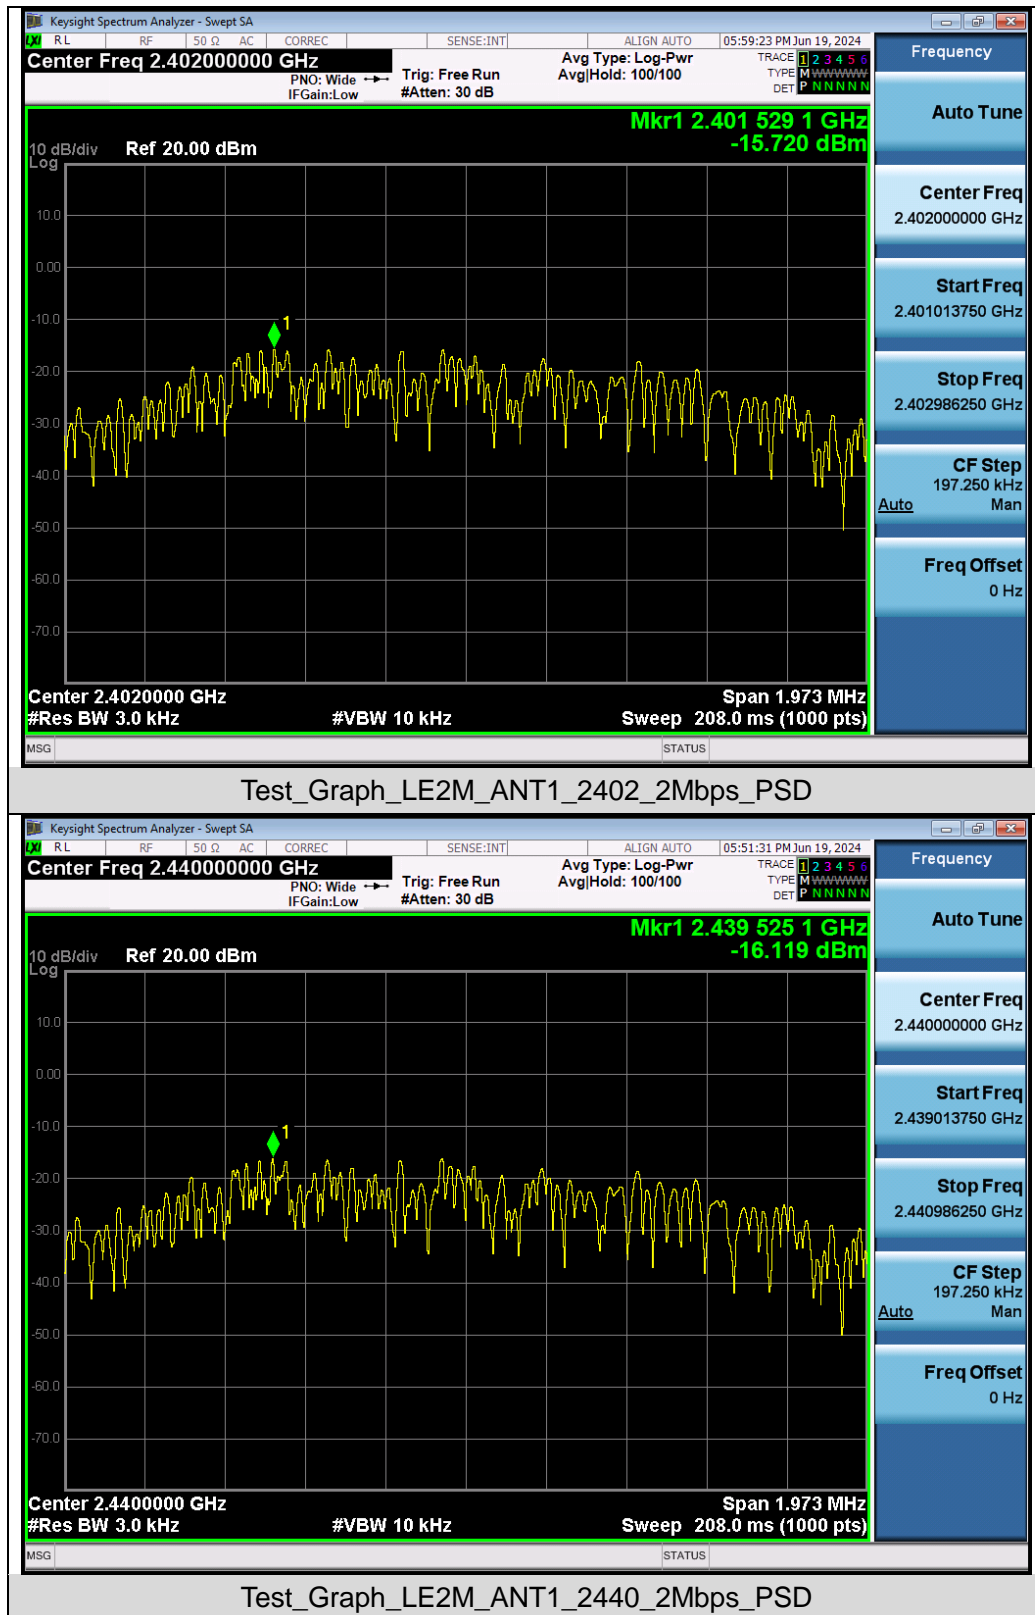 Keysight Spectrum Analyzer - Swept SA
LXI RL RF 50 Ω AC CORREC SENSE:INT ALIGN AUTO 05:59:23 PM Jun 19, 2024
Center Freq 2.402000000 GHz
PNO: Wide
IFGain:Low
Trig: Free Run
#Atten: 30 dB
Avg Type: Log-Pwr
Avg|Hold: 100/100
TRACE 1 2 3 4 5 6
TYPE M WWWWW
DET P N N N N N
Mkr1 2.401 529 1 GHz
-15.720 dBm
10 dB/div Ref 20.00 dBm
Log
10.0
0.00
-10.0
-20.0
-30.0
-40.0
-50.0
-60.0
-70.0
1
Center 2.4020000 GHz Span 1.973 MHz
#Res BW 3.0 kHz #VBW 10 kHz Sweep 208.0 ms (1000 pts)
MSG STATUS
Frequency
Auto Tune
Center Freq
2.402000000 GHz
Start Freq
2.401013750 GHz
Stop Freq
2.402986250 GHz
CF Step
197.250 kHz
Auto Man
Freq Offset
0 Hz
Test_Graph_LE2M_ANT1_2402_2Mbps_PSD
Keysight Spectrum Analyzer - Swept SA
LXI RL RF 50 Ω AC CORREC SENSE:INT ALIGN AUTO 05:51:31 PM Jun 19, 2024
Center Freq 2.440000000 GHz
PNO: Wide
IFGain:Low
Trig: Free Run
#Atten: 30 dB
Avg Type: Log-Pwr
Avg|Hold: 100/100
TRACE 1 2 3 4 5 6
TYPE M WWWWW
DET P N N N N N
Mkr1 2.439 525 1 GHz
-16.119 dBm
10 dB/div Ref 20.00 dBm
Log
10.0
0.00
-10.0
-20.0
-30.0
-40.0
-50.0
-60.0
-70.0
1
Center 2.4400000 GHz Span 1.973 MHz
#Res BW 3.0 kHz #VBW 10 kHz Sweep 208.0 ms (1000 pts)
MSG STATUS
Frequency
Auto Tune
Center Freq
2.440000000 GHz
Start Freq
2.439013750 GHz
Stop Freq
2.440986250 GHz
CF Step
197.250 kHz
Auto Man
Freq Offset
0 Hz
Test_Graph_LE2M_ANT1_2440_2Mbps_PSD